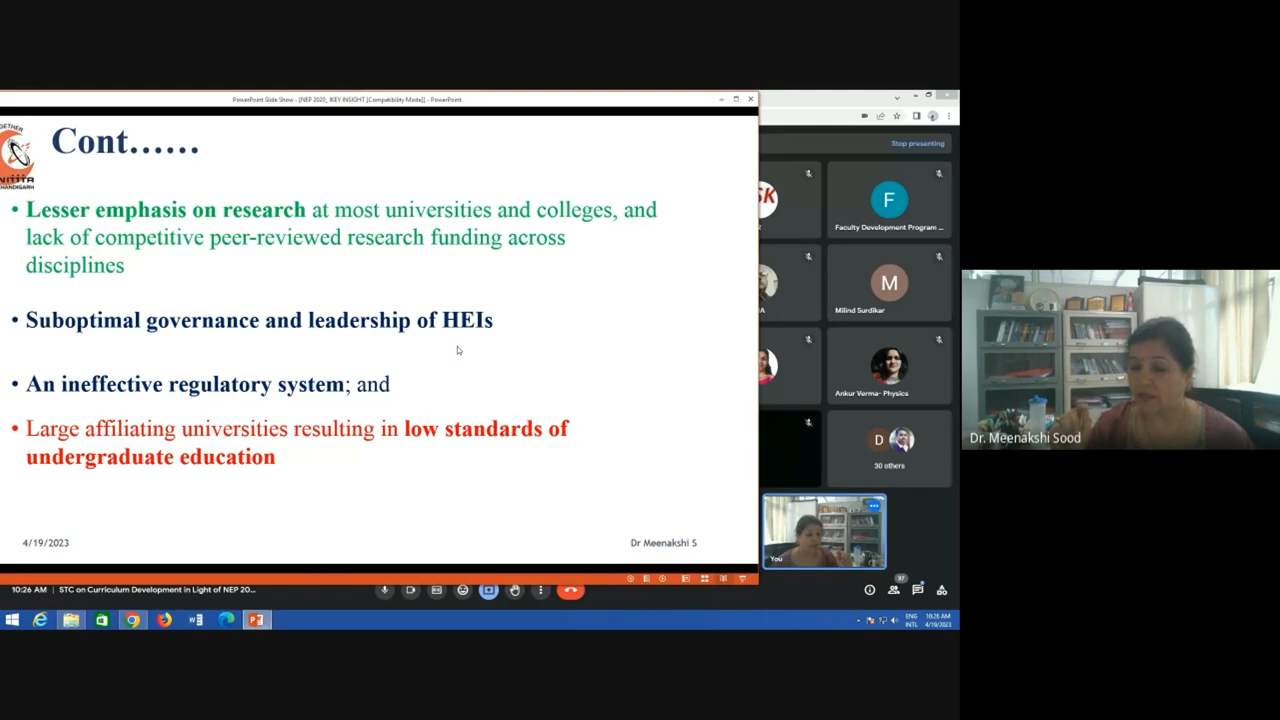 PowerPoint Slide Show - [NEP 2020_ IKEY INSIGHT [Compatibility Mode]] - PowerPoint
Cont……
CHANDIGARH
• Lesser emphasis on research at most universities and colleges, and
lack of competitive peer-reviewed research funding across
disciplines
• Suboptimal governance and leadership of HEIs
• An ineffective regulatory system; and
• Large affiliating universities resulting in low standards of
undergraduate education
4/19/2023
Dr Meenakshi S
Stop presenting
SK
F
Faculty Development Program ...
M
Milind Surdikar
Ankur Verma- Physics
D
30 others
You
Dr. Meenakshi Sood
10:26 AM | STC on Curriculum Development in Light of NEP 20...
37
ENG
INTL
10:26 AM
4/19/2023